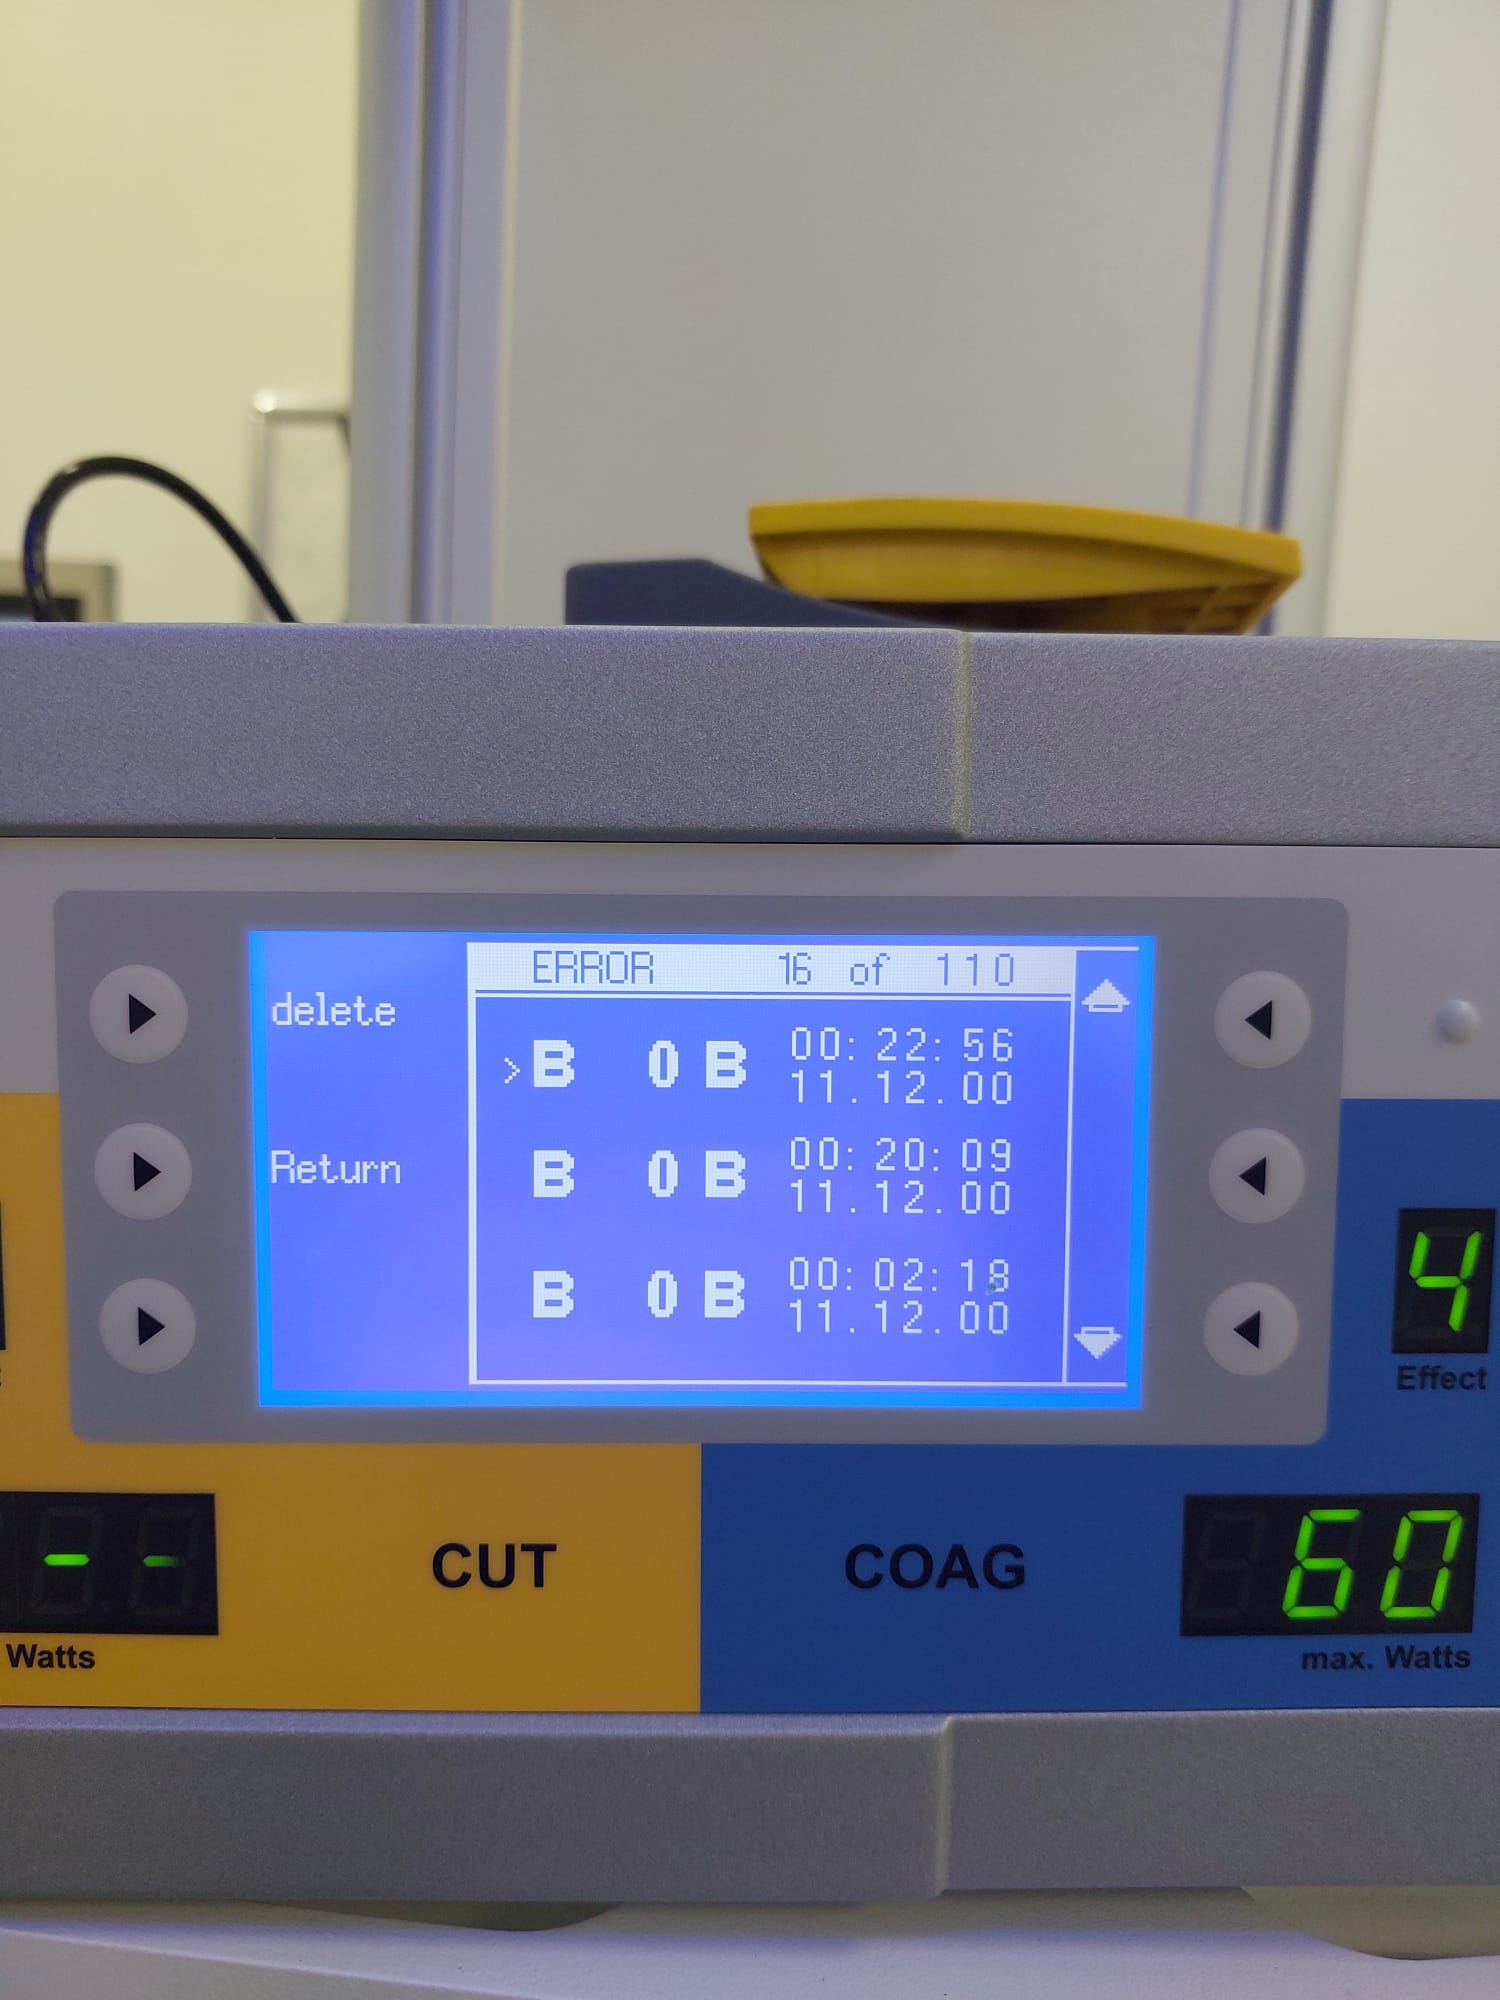 ERROR 16 of 110
delete
>B 0B 00:22:56
11.12.00
Return
B 0B 00:20:09
11.12.00
B 0B 00:02:18
11.12.00
4
Effect
-- CUT COAG 60
Watts max. Watts